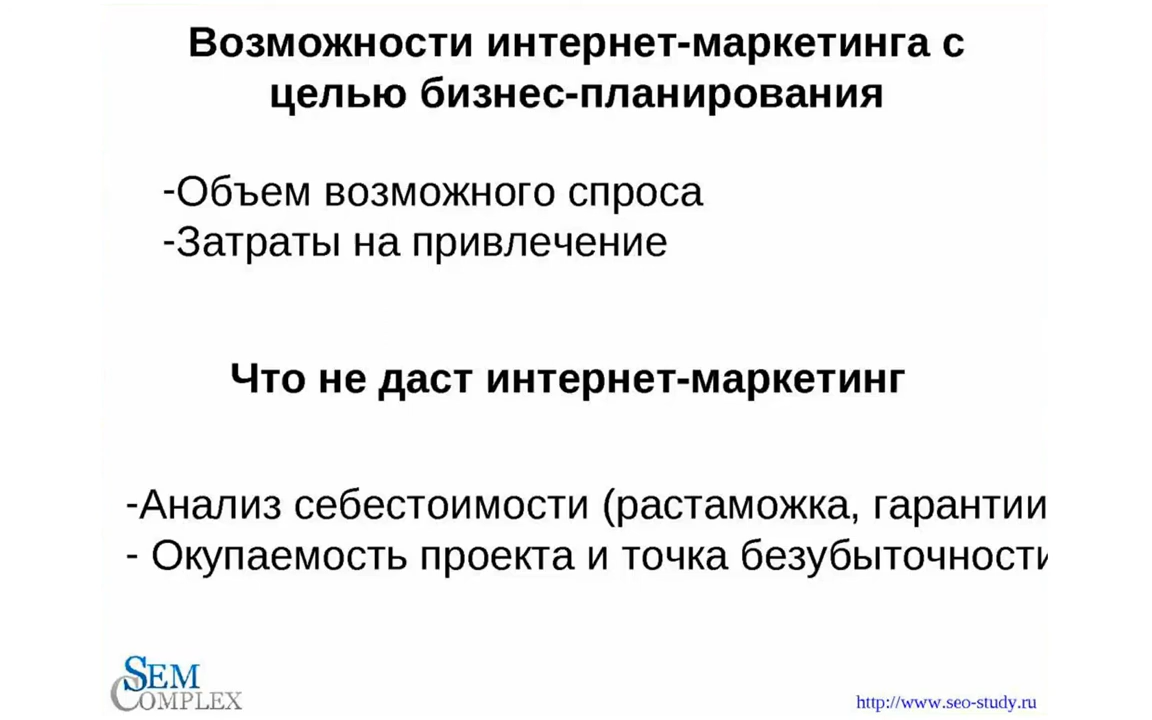 Возможности интернет-маркетинга с
целью бизнес-планирования
-Объем возможного спроса
-Затраты на привлечение
Что не даст интернет-маркетинг
-Анализ себестоимости (растаможка, гарантии
- Окупаемость проекта и точка безубыточности
SEM
COMPLEX
http://www.seo-study.ru